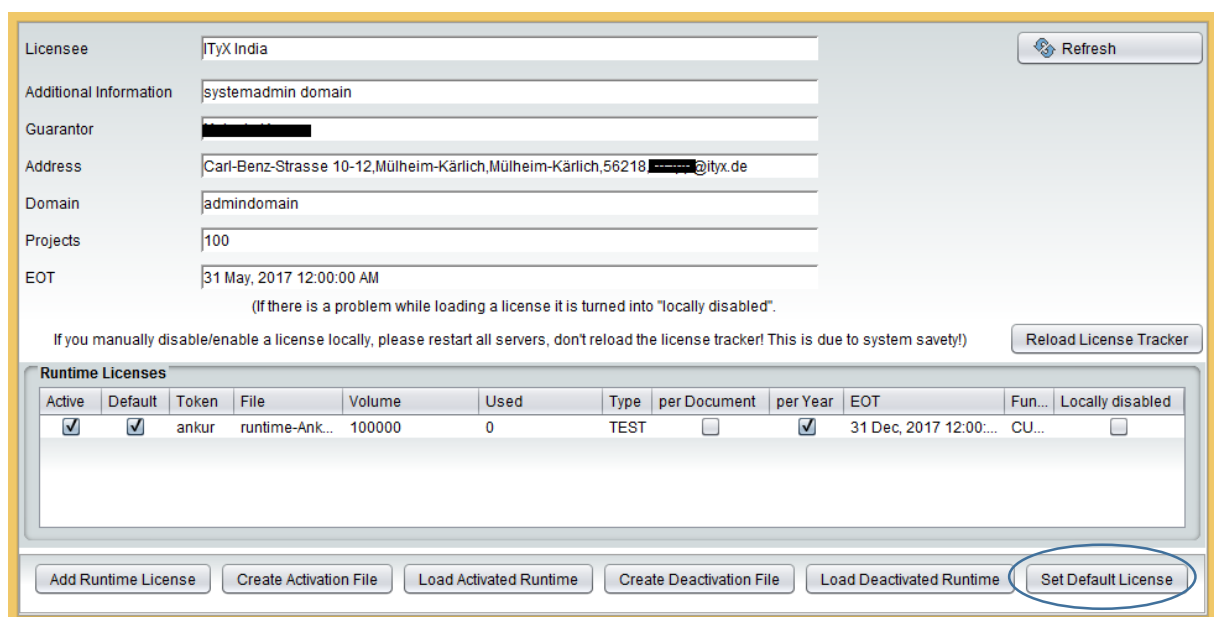 Licensee ITyX India Refresh
Additional Information systemadmin domain
Guarantor
Address Carl-Benz-Strasse 10-12,Mülheim-Kärlich,Mülheim-Kärlich,56218, @ityx.de
Domain admindomain
Projects 100
EOT 31 May, 2017 12:00:00 AM
(If there is a problem while loading a license it is turned into "locally disabled".
If you manually disable/enable a license locally, please restart all servers, don't reload the license tracker! This is due to system savety!) Reload License Tracker
Runtime Licenses
Active Default Token File Volume Used Type per Document per Year EOT Fun... Locally disabled
ankur runtime-Ank... 100000 0 TEST 31 Dec, 2017 12:00:... CU...
Add Runtime License Create Activation File Load Activated Runtime Create Deactivation File Load Deactivated Runtime Set Default License